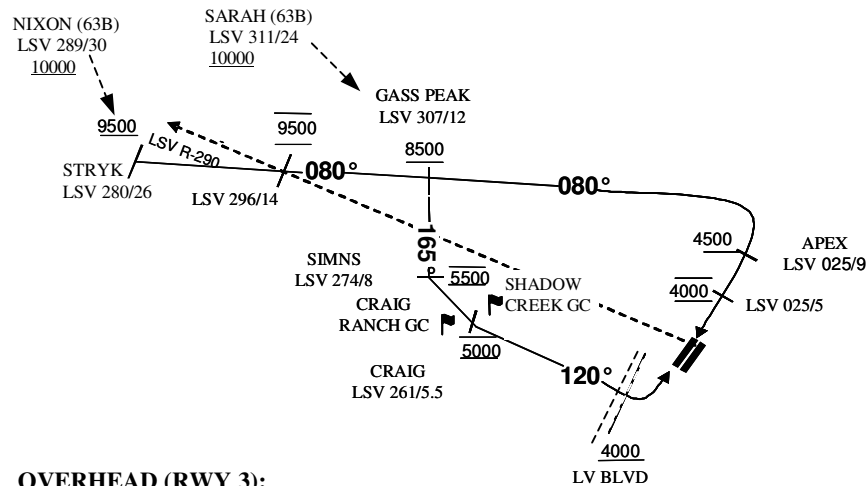 NIXON (63B)
LSV 289/30
10000
SARAH (63B)
LSV 311/24
10000
GASS PEAK
LSV 307/12
9500
9500
8500
LSV R-290
080°
080°
STRYK
LSV 280/26
LSV 296/14
165°
4500
APEX
LSV 025/9
SIMNS
LSV 274/8
5500
SHADOW
CREEK GC
4000
LSV 025/5
CRAIG
RANCH GC
5000
CRAIG
LSV 261/5.5
120°
4000
LV BLVD
OVERHEAD (RWY 3):